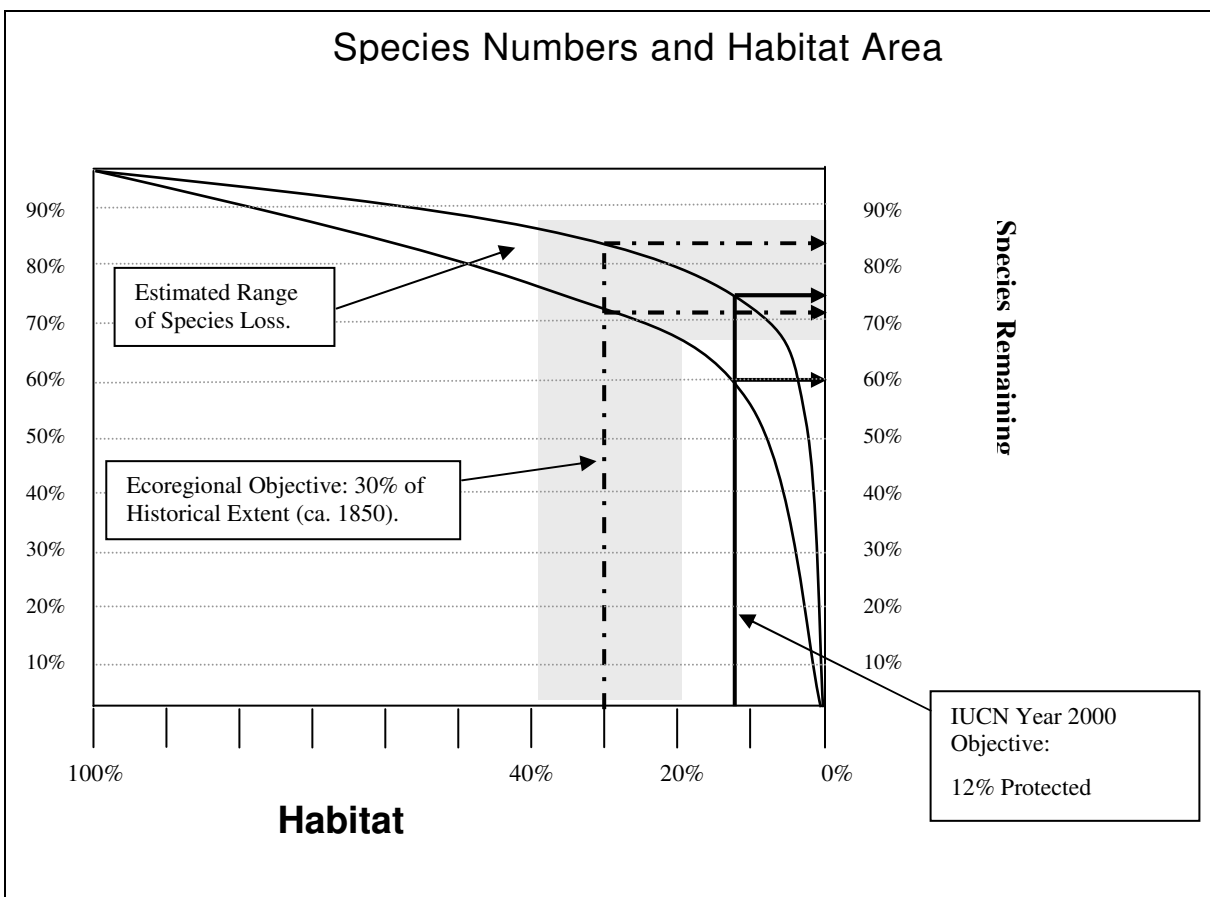 Species Numbers and Habitat Area
90%
80%
70%
60%
50%
40%
30%
20%
10%
Estimated Range
of Species Loss.
Ecoregional Objective: 30% of
Historical Extent (ca. 1850).
90%
80%
70%
60%
50%
40%
30%
20%
10%
Species Remaining
IUCN Year 2000
Objective:
12% Protected
100%
40%
20%
0%
Habitat